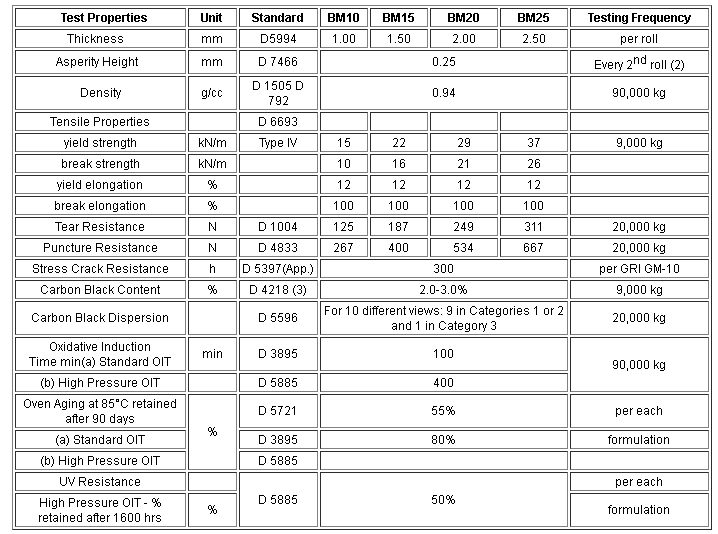 Test Properties Unit Standard BM10 BM15 BM20 BM25 Testing Frequency
Thickness mm D5994 1.00 1.50 2.00 2.50 per roll
Asperity Height mm D 7466 0.25 Every 2nd roll (2)
Density g/cc D 1505 D
792 0.94 90,000 kg
Tensile Properties D 6693
yield strength kN/m Type IV 15 22 29 37 9,000 kg
break strength kN/m 10 16 21 26
yield elongation % 12 12 12 12
break elongation % 100 100 100 100
Tear Resistance N D 1004 125 187 249 311 20,000 kg
Puncture Resistance N D 4833 267 400 534 667 20,000 kg
Stress Crack Resistance h D 5397(App.) 300 per GRI GM-10
Carbon Black Content % D 4218 (3) 2.0-3.0% 9,000 kg
Carbon Black Dispersion D 5596 For 10 different views: 9 in Categories 1 or 2
and 1 in Category 3 20,000 kg
Oxidative Induction
Time min(a) Standard OIT min D 3895 100 90,000 kg
(b) High Pressure OIT D 5885 400
Oven Aging at 85°C retained
after 90 days % D 5721 55% per each
(a) Standard OIT D 3895 80% formulation
(b) High Pressure OIT D 5885
UV Resistance D 5885 50% per each
High Pressure OIT - %
retained after 1600 hrs % formulation